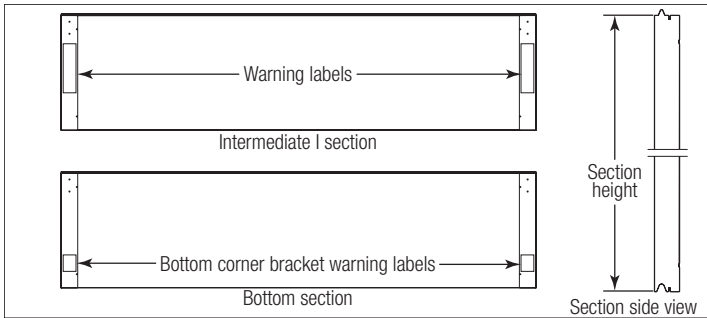 Warning labels
Intermediate I section
Bottom corner bracket warning labels
Bottom section
Section
height
Section side view